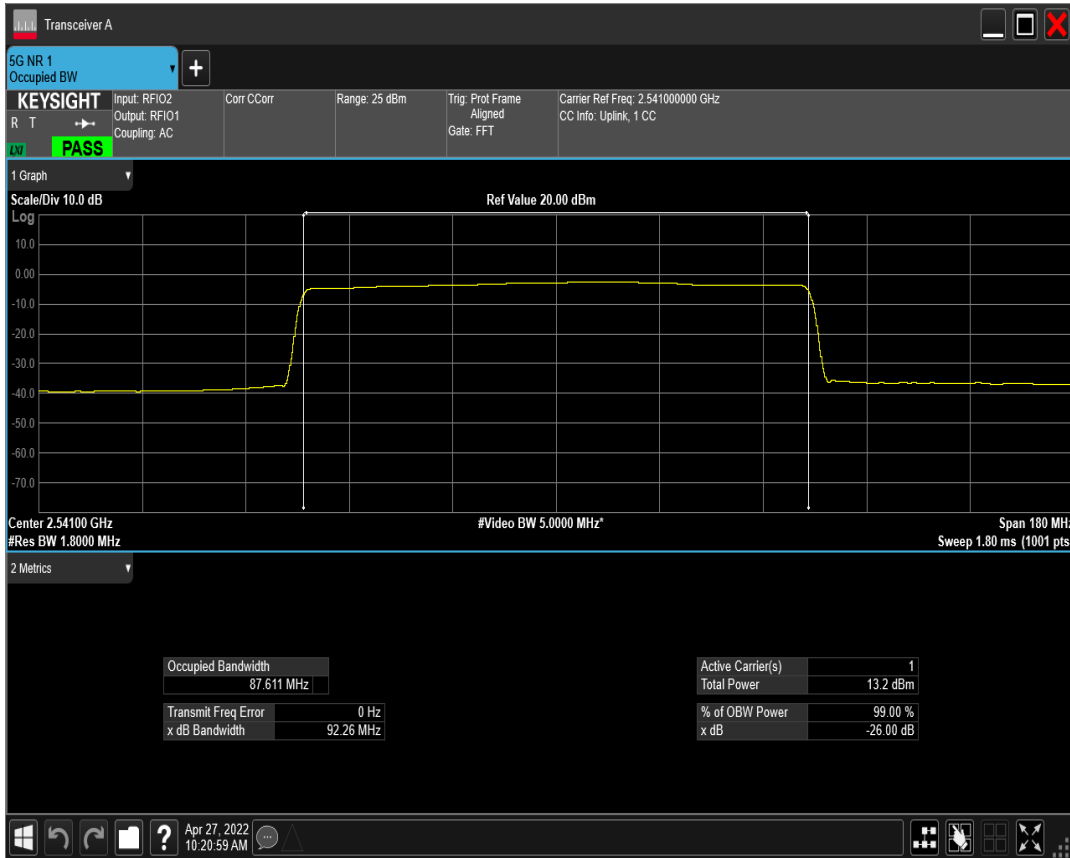 Transceiver A
5G NR 1
Occupied BW
+
KEYSIGHT
R T
LXI
PASS
Input: RFIO2
Output: RFIO1
Coupling: AC
Corr CCorr
Range: 25 dBm
Trig: Prot Frame
Aligned
Gate: FFT
Carrier Ref Freq: 2.541000000 GHz
CC Info: Uplink, 1 CC
1 Graph
Scale/Div 10.0 dB
Ref Value 20.00 dBm
Log
10.0
0.00
-10.0
-20.0
-30.0
-40.0
-50.0
-60.0
-70.0
Center 2.54100 GHz
#Video BW 5.0000 MHz*
Span 180 MHz
#Res BW 1.8000 MHz
Sweep 1.80 ms (1001 pts
2 Metrics
Occupied Bandwidth
87.611 MHz
Transmit Freq Error 0 Hz
x dB Bandwidth 92.26 MHz
Active Carrier(s) 1
Total Power 13.2 dBm
% of OBW Power 99.00 %
x dB -26.00 dB
?
Apr 27, 2022
10:20:59 AM